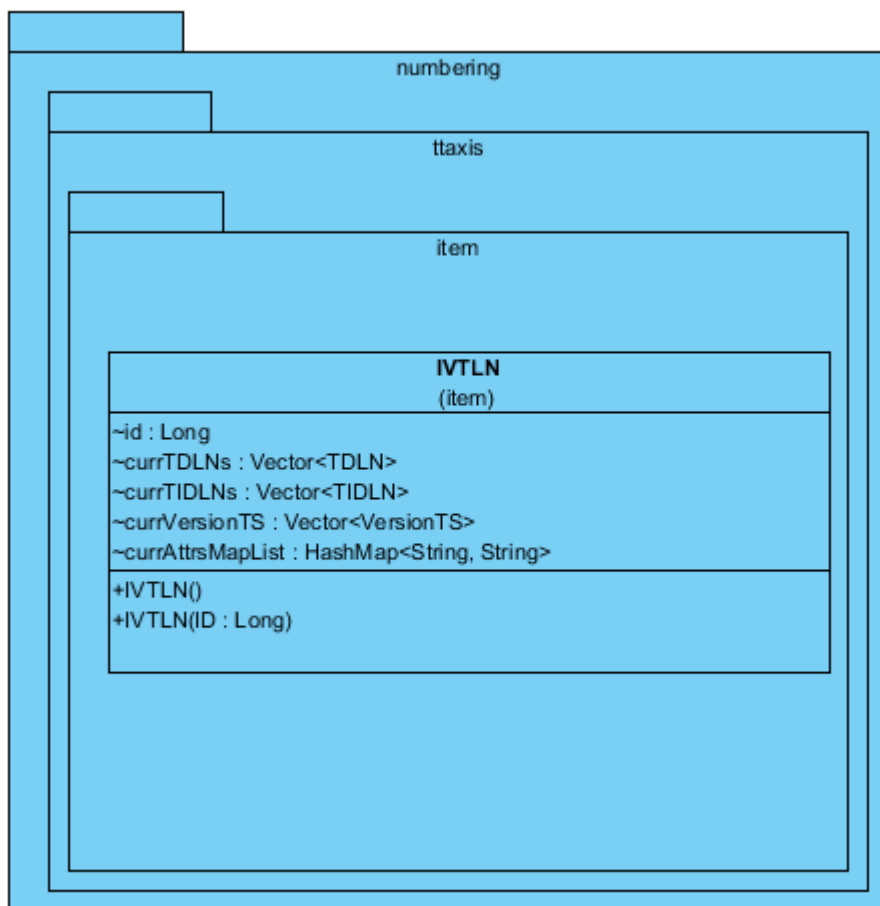 numbering
ttaxis
item
IVTLN
(item)
~id : Long
~currTDLNs : Vector<TDLN>
~currTIDLNs : Vector<TIDLN>
~currVersionTS : Vector<VersionTS>
~currAttrsMapList : HashMap<String, String>
+IVTLN()
+IVTLN(ID : Long)